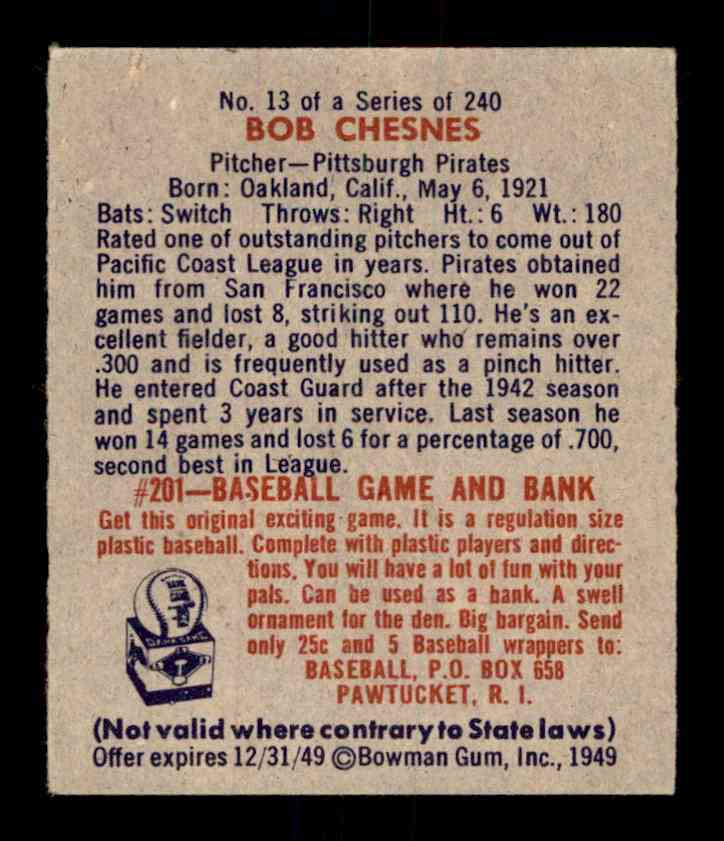 No. 13 of a Series of 240
BOB CHESNES
Pitcher—Pittsburgh Pirates
Born: Oakland, Calif., May 6, 1921
Bats: Switch Throws: Right Ht.: 6 Wt.: 180
Rated one of outstanding pitchers to come out of
Pacific Coast League in years. Pirates obtained
him from San Francisco where he won 22
games and lost 8, striking out 110. He's an ex-
cellent fielder, a good hitter who remains over
.300 and is frequently used as a pinch hitter.
He entered Coast Guard after the 1942 season
and spent 3 years in service. Last season he
won 14 games and lost 6 for a percentage of .700,
second best in League.
#201—BASEBALL GAME AND BANK
Get this original exciting game. It is a regulation size
plastic baseball. Complete with plastic players and direc-
tions. You will have a lot of fun with your
pals. Can be used as a bank. A swell
ornament for the den. Big bargain. Send
only 25c and 5 Baseball wrappers to:
BASEBALL, P.O. BOX 658
PAWTUCKET, R. I.
(Not valid where contrary to State laws)
Offer expires 12/31/49 ©Bowman Gum, Inc., 1949